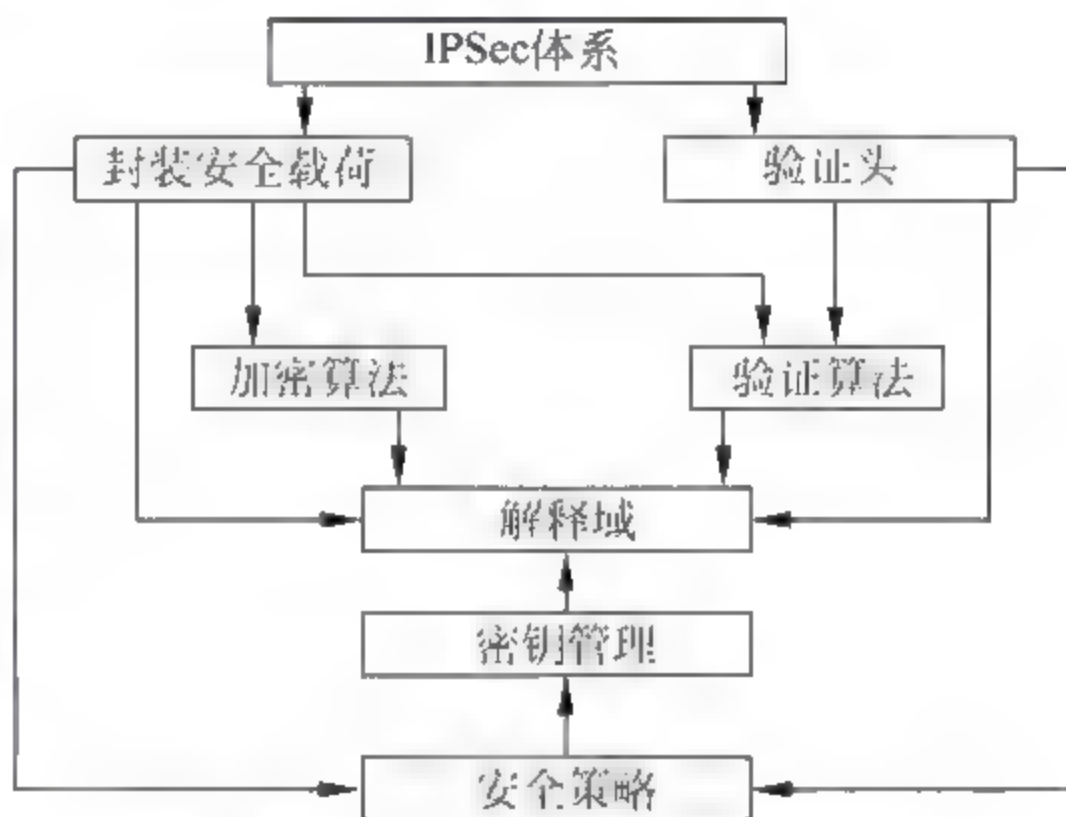 IPSec体系
封装安全载荷
验证头
加密算法
验证算法
解释域
密钥管理
安全策略